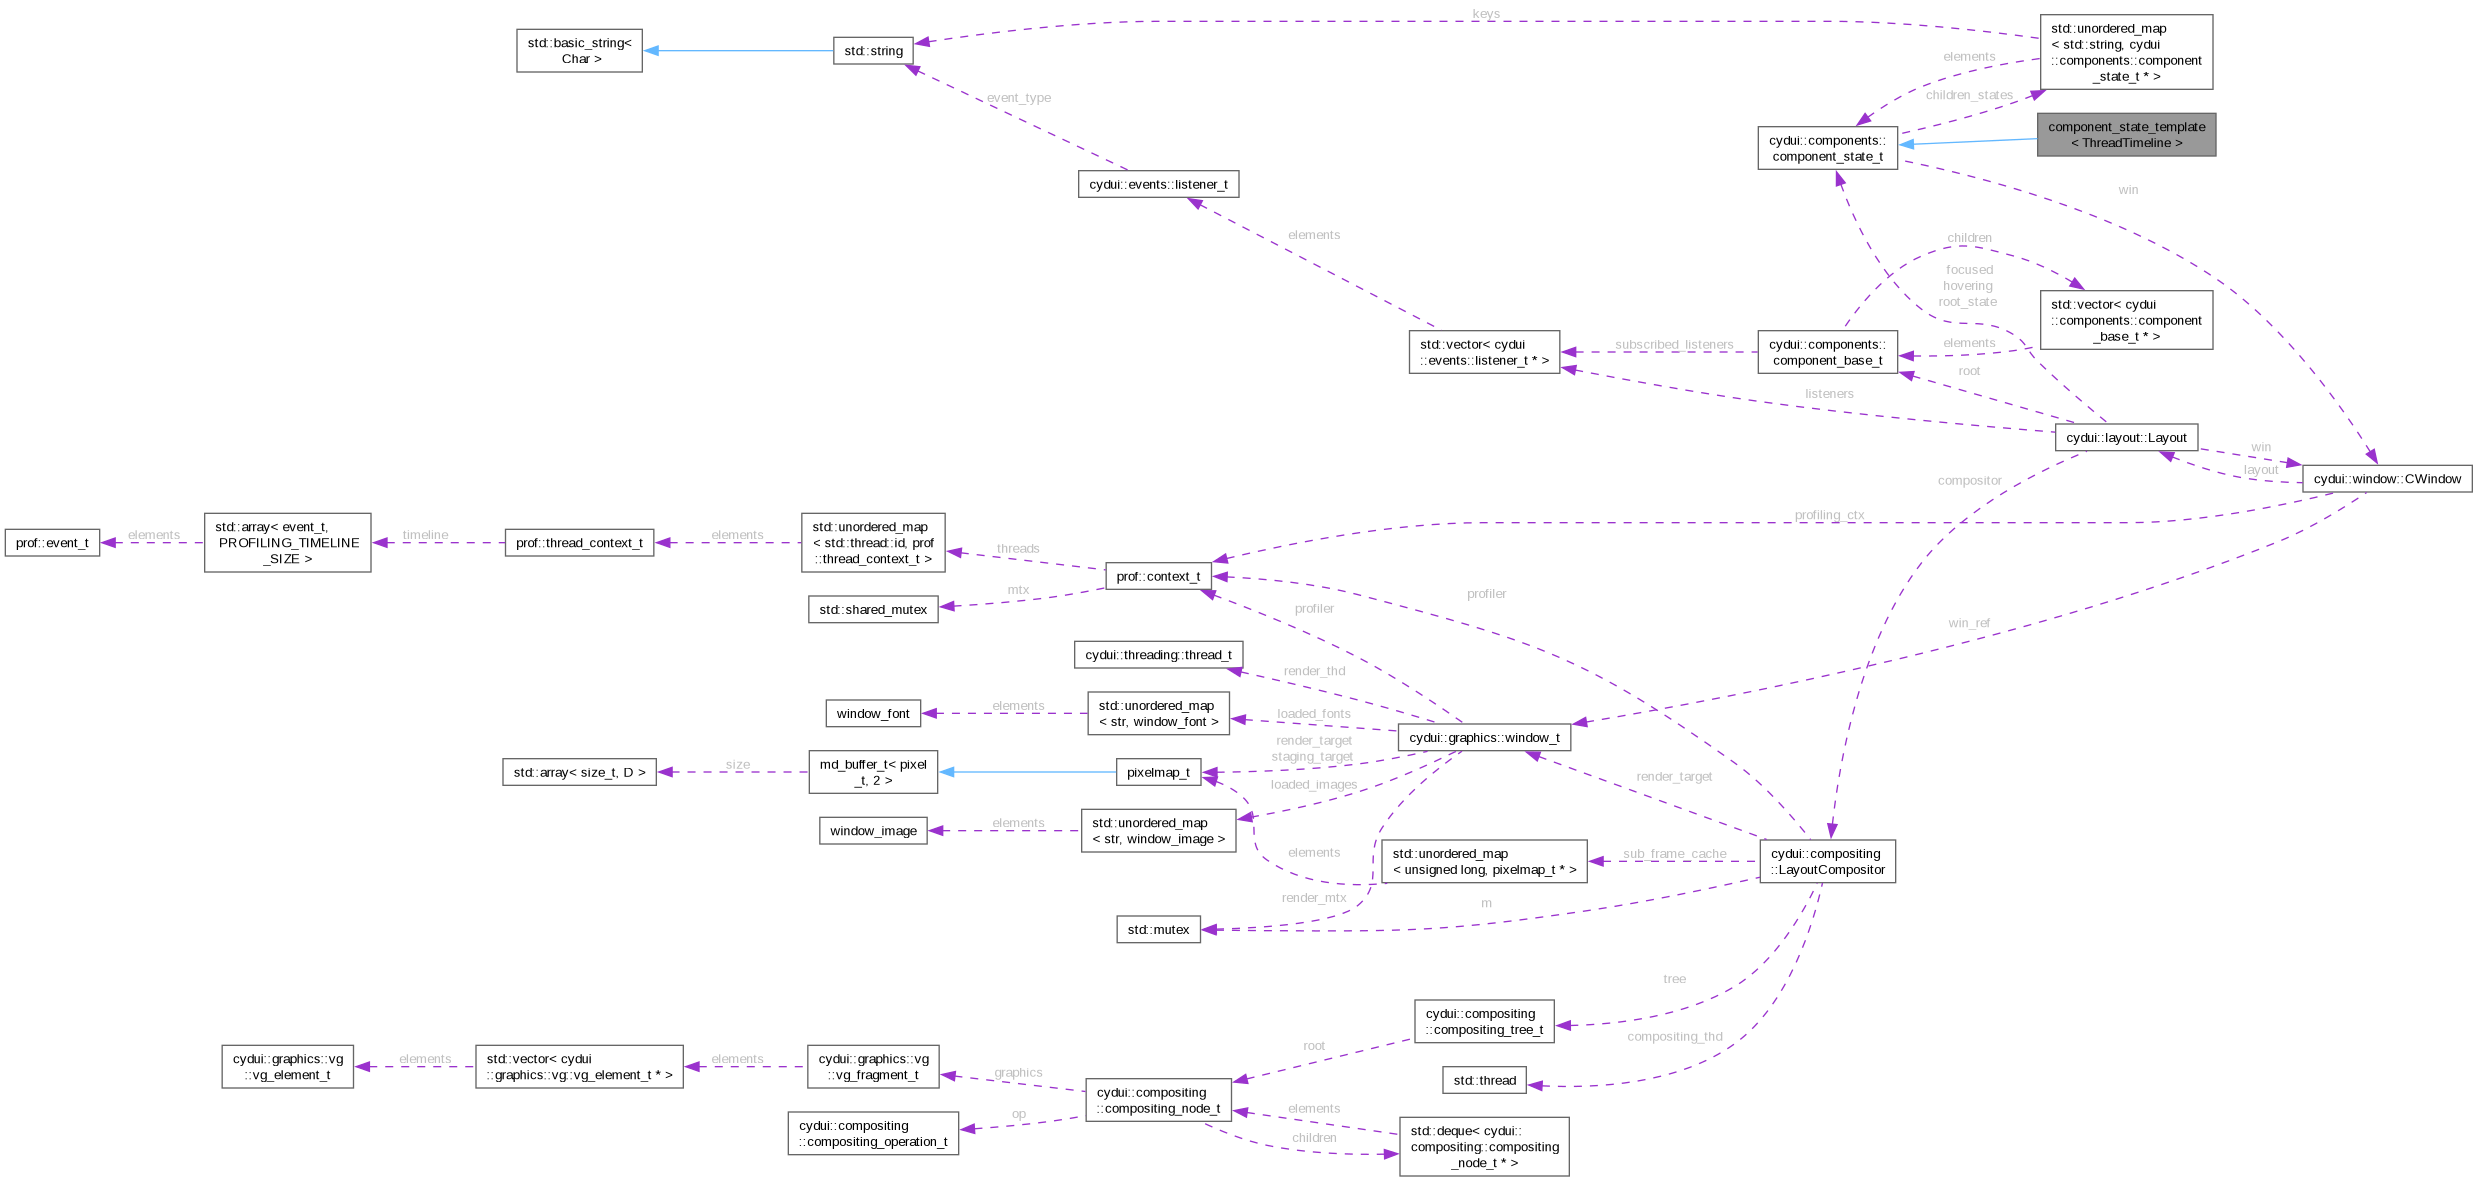 keys
std::unordered_map
< std::string, cydui
::components::component
_state_t * >
std::basic_string<
Char >
std::string
elements
event_type
children_states
component_state_template
< ThreadTimeline >
cydui::components::
component_state_t
cydui::events::listener_t
win
elements
children
focused
hovering
root_state
std::vector< cydui
::components::component
_base_t * >
std::vector< cydui
::events::listener_t * >
subscribed_listeners
cydui::components::
component_base_t
elements
root
listeners
cydui::layout::Layout
win
layout
cydui::window::CWindow
compositor
profiling_ctx
prof::event_t
elements
std::array< event_t,
PROFILING_TIMELINE
_SIZE >
timeline
prof::thread_context_t
elements
std::unordered_map
< std::thread::id, prof
::thread_context_t >
threads
prof::context_t
mtx
std::shared_mutex
profiler
profiler
win_ref
cydui::threading::thread_t
render_thd
window_font
elements
std::unordered_map
< str, window_font >
loaded_fonts
cydui::graphics::window_t
render_target
staging_target
std::array< size_t, D >
size
md_buffer_t< pixel
_t, 2 >
pixelmap_t
loaded_images
render_target
window_image
elements
std::unordered_map
< str, window_image >
elements
std::unordered_map
< unsigned long, pixelmap_t * >
sub_frame_cache
cydui::compositing
::LayoutCompositor
render_mtx
m
std::mutex
tree
cydui::compositing
::compositing_tree_t
compositing_thd
root
std::thread
cydui::graphics::vg
::vg_element_t
elements
std::vector< cydui
::graphics::vg::vg_element_t * >
elements
cydui::graphics::vg
::vg_fragment_t
graphics
cydui::compositing
::compositing_node_t
op
cydui::compositing
::compositing_operation_t
elements
children
std::deque< cydui::
compositing::compositing
_node_t * >